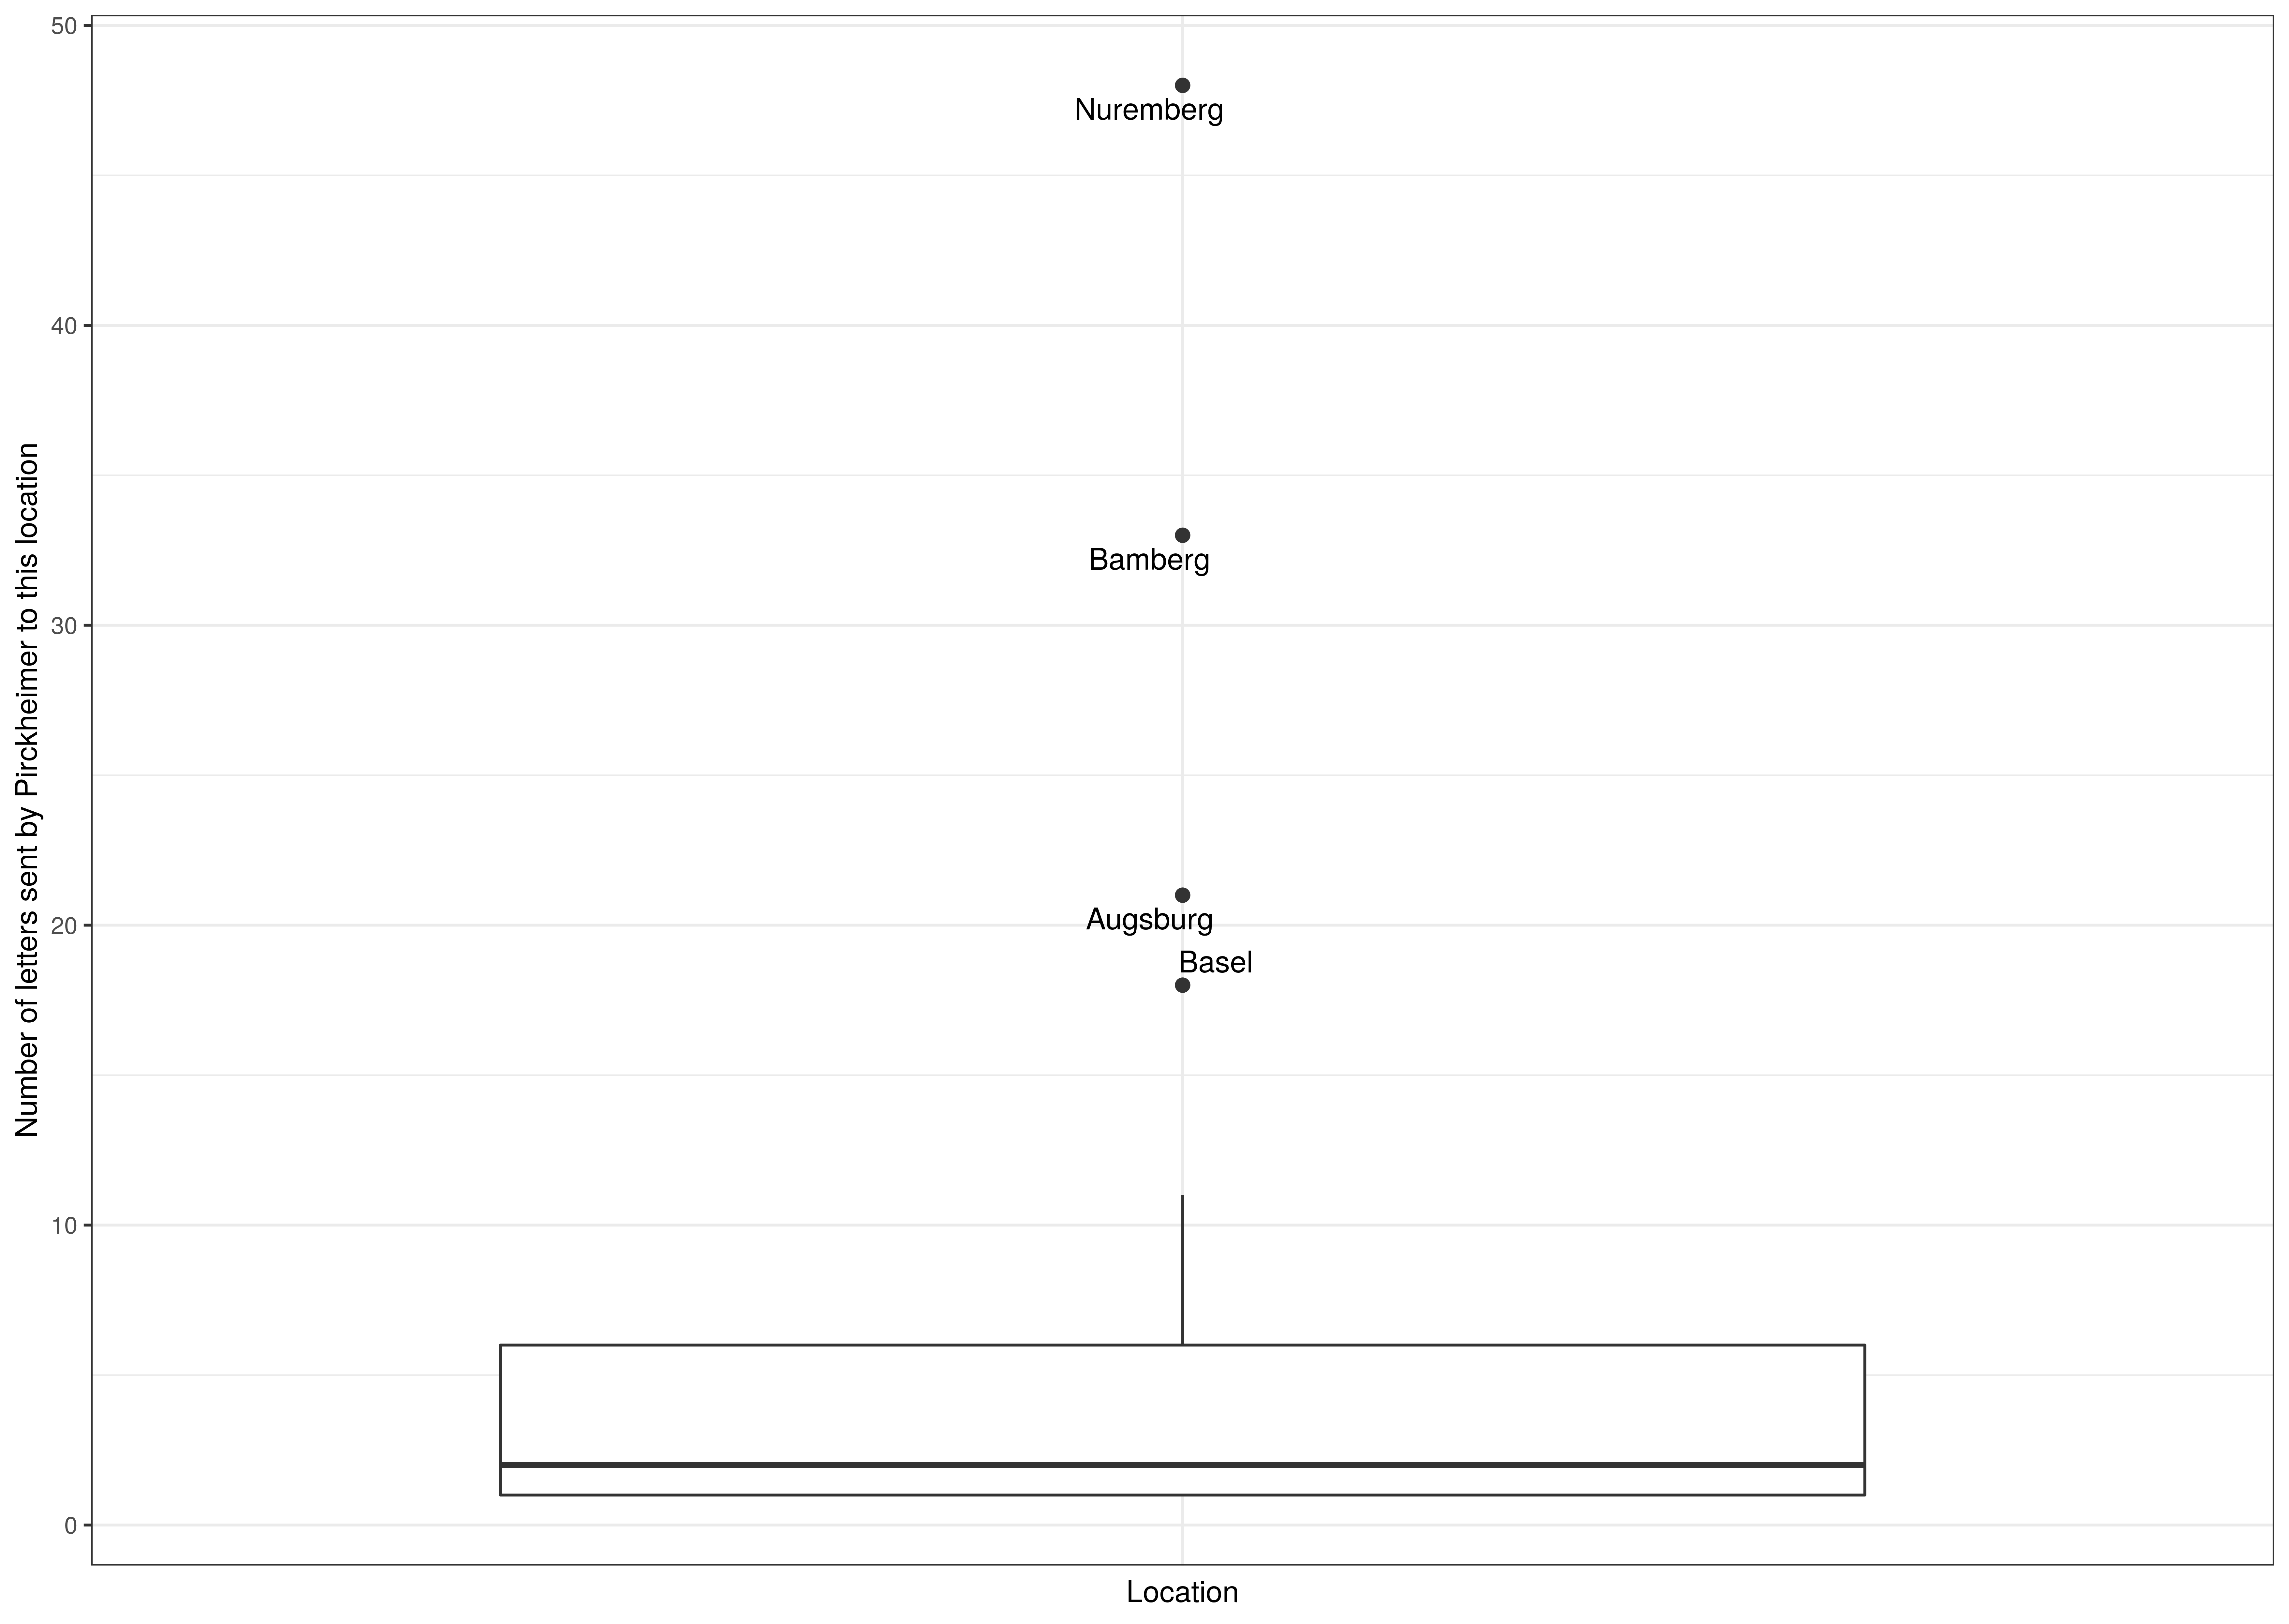 Number of letters sent by Pirckheimer to this location
50
40
30
20
10
0
Nuremberg
Bamberg
Augsburg
Basel
Location